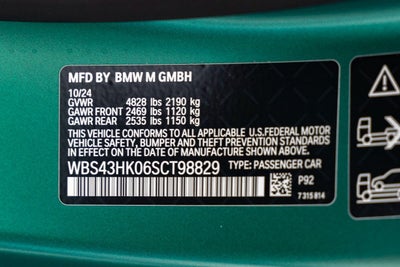 MFD BY BMW M GMBH
10/24
GVWR 4828 lbs 2190 kg
GAWR FRONT 2469 lbs 1120 kg
GAWR REAR 2535 lbs 1150 kg
THIS VEHICLE CONFORMS TO ALL APPLICABLE U.S.FEDERAL MOTOR
VEHICLE SAFETY, BUMPER AND THEFT PREVENTION STANDARDS
IN EFFECT ON THE DATE OF MANUFACTURE SHOWN ABOVE.
WBS43HK06SCT98829 TYPE: PASSENGER CAR
P92
7315814